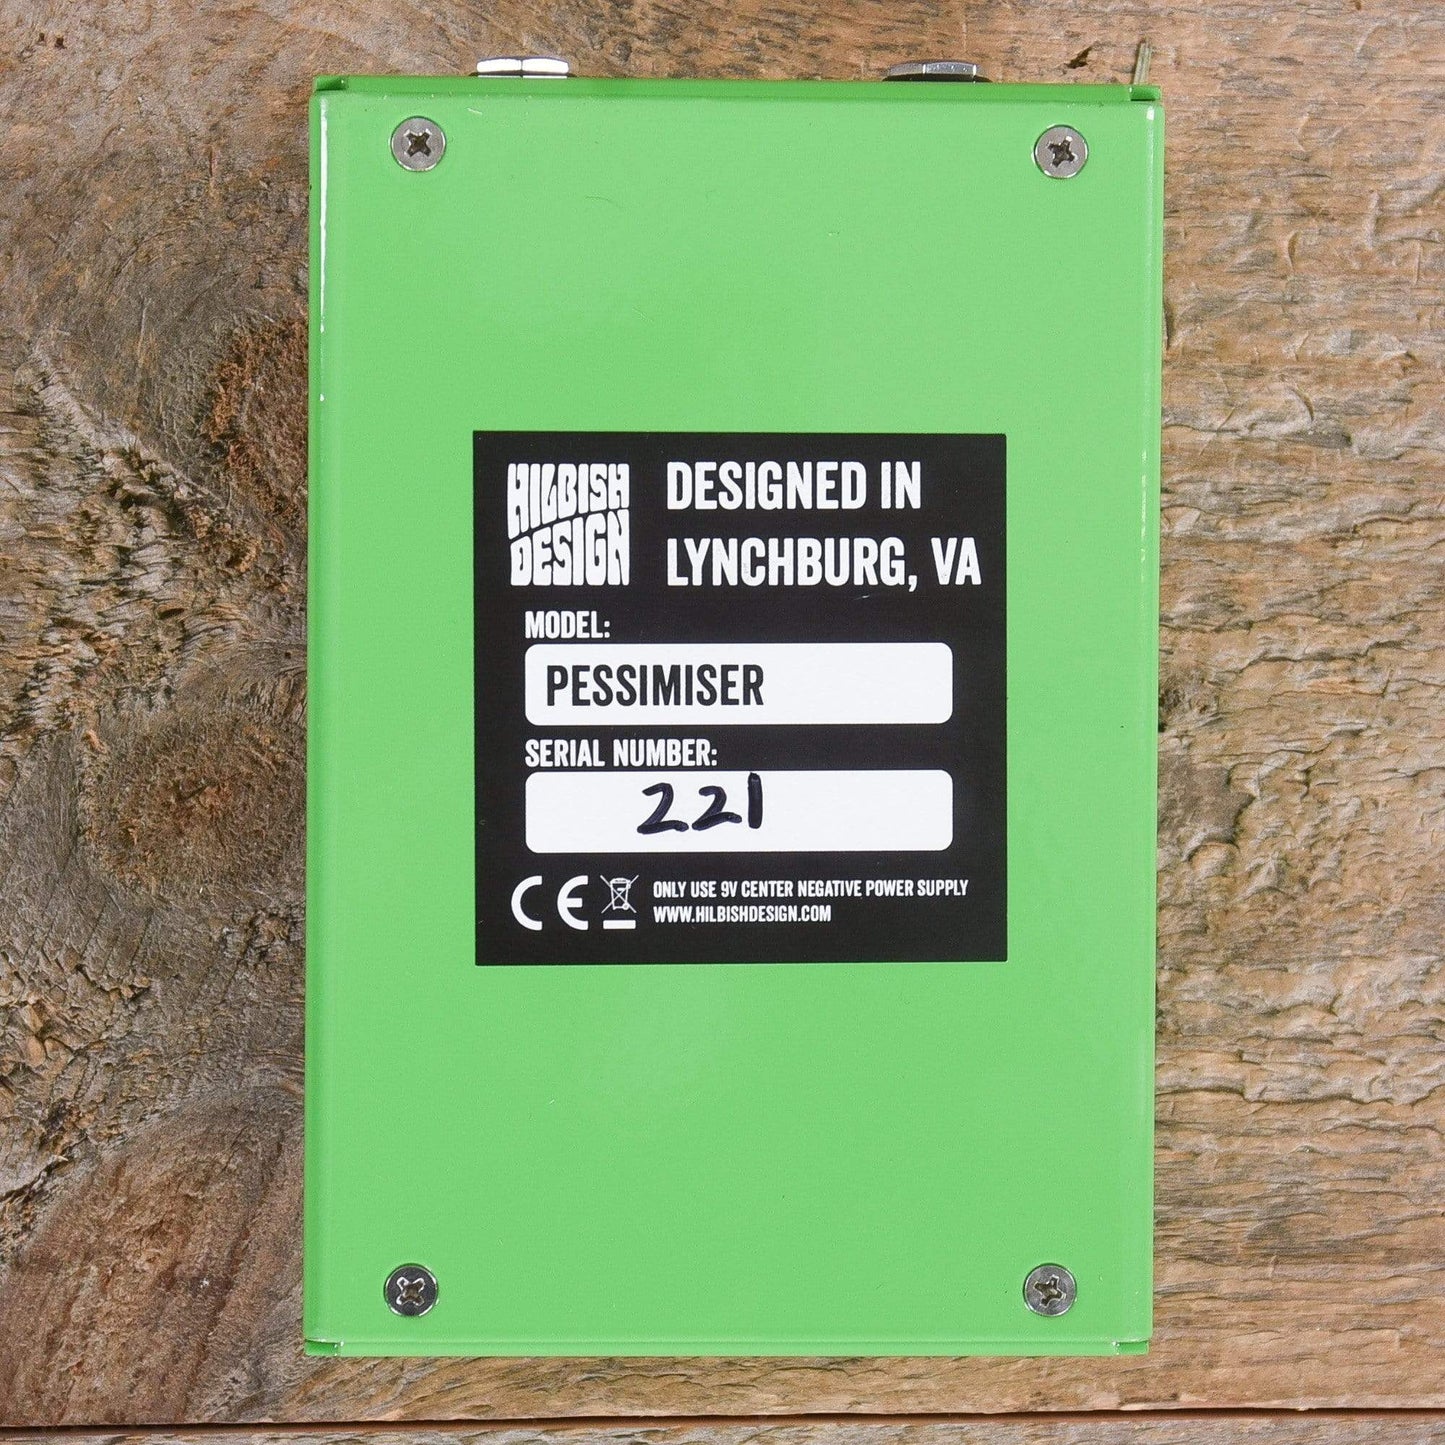 HILBISH
DESIGN
DESIGNED IN
LYNCHBURG, VA
MODEL:
PESSIMISER
SERIAL NUMBER:
221
CE
ONLY USE 9V CENTER NEGATIVE POWER SUPPLY
WWW.HILBISHDESIGN.COM